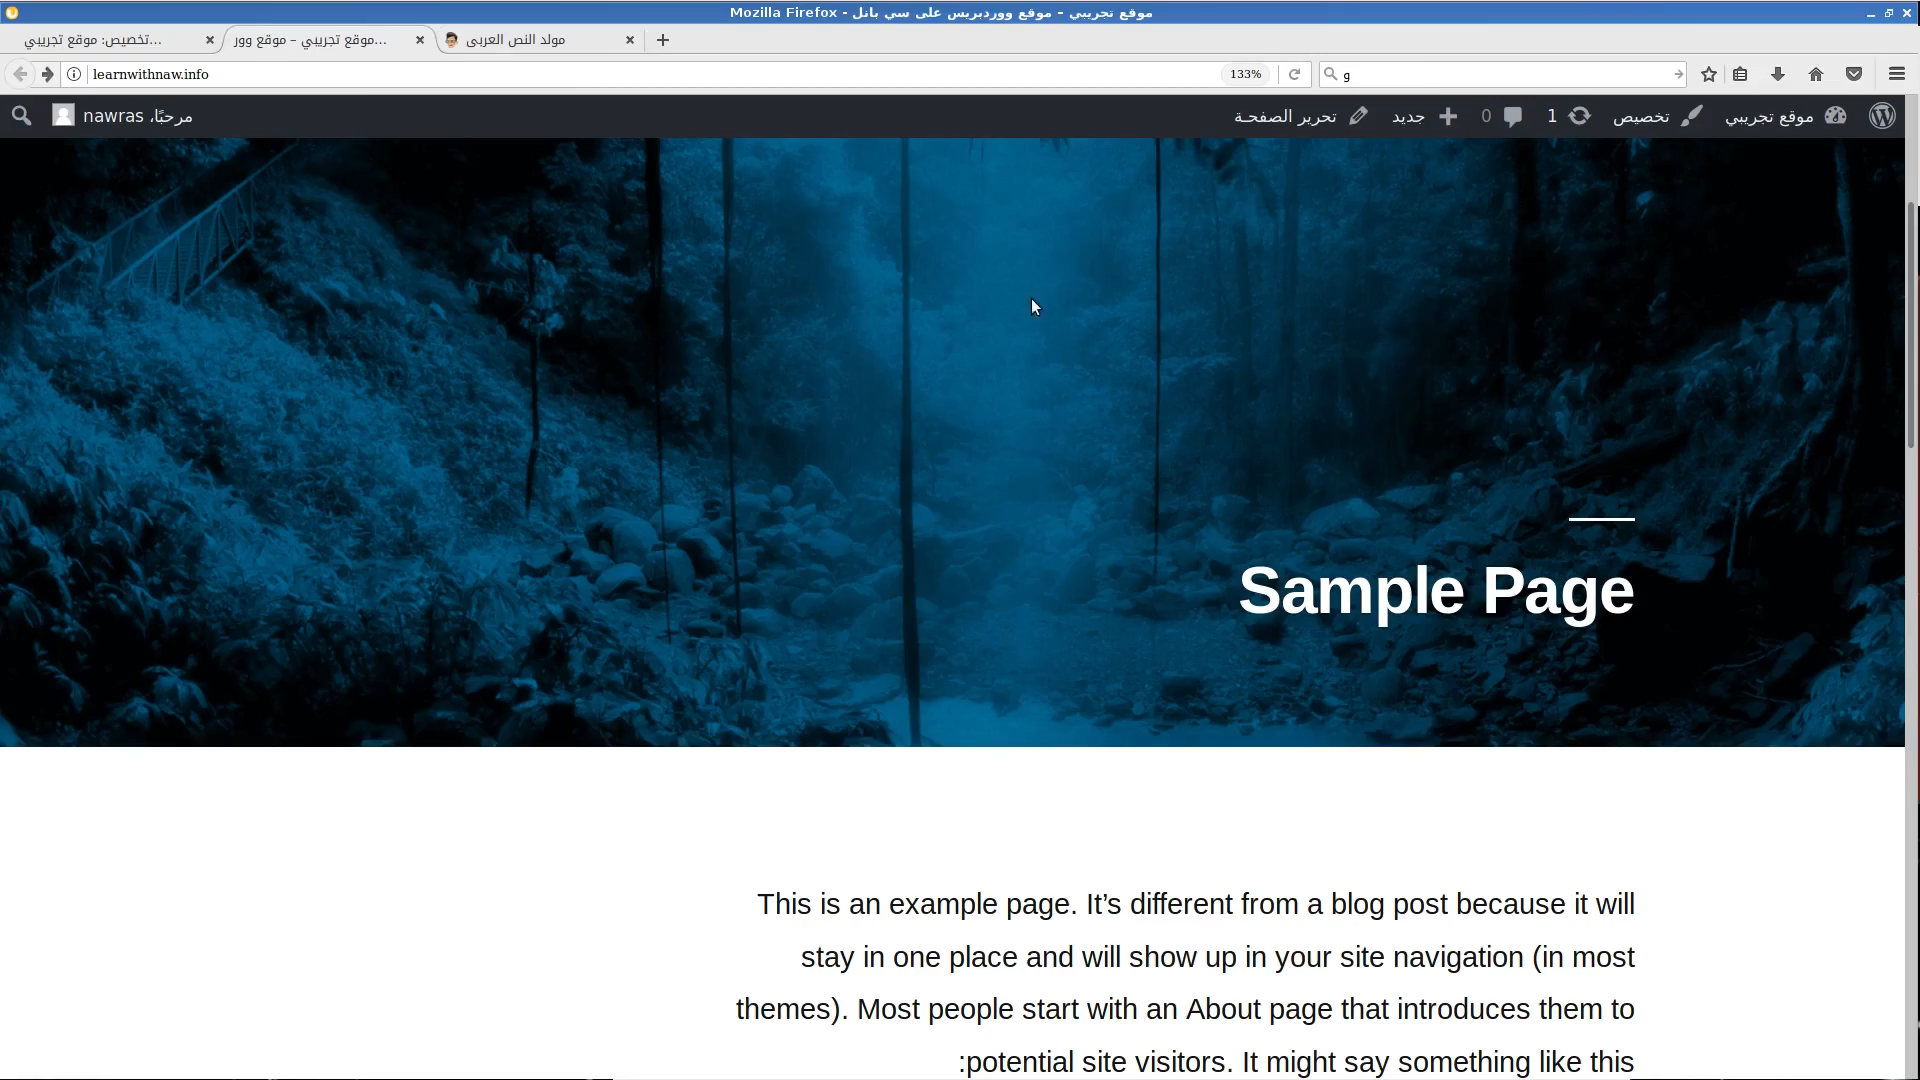 موقع تجريبي – موقع ووردبريس على سي بانل - Mozilla Firefox
تخصيص: موقع تجريبي...
موقع تجريبي – موقع وور...
مولد النص العربى
learnwithnaw.info
133%
و
موقع تجريبي
تخصيص
1
0
جديد
تحرير الصفحة
مرحبًا، nawras
Sample Page
This is an example page. It’s different from a blog post because it will
stay in one place and will show up in your site navigation (in most
themes). Most people start with an About page that introduces them to
potential site visitors. It might say something like this: